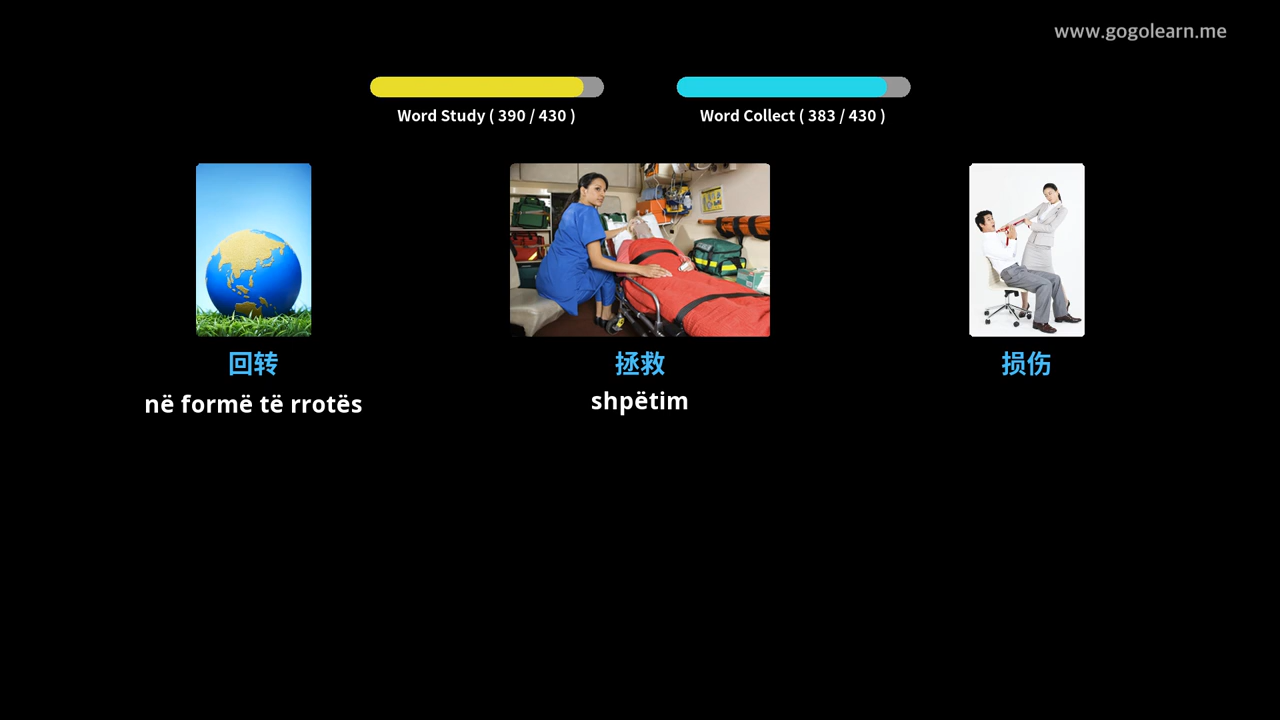 www.gogolearn.me
Word Study ( 390 / 430 )
Word Collect ( 383 / 430 )
回转
拯救
损伤
në formë të rrotës
shpëtim